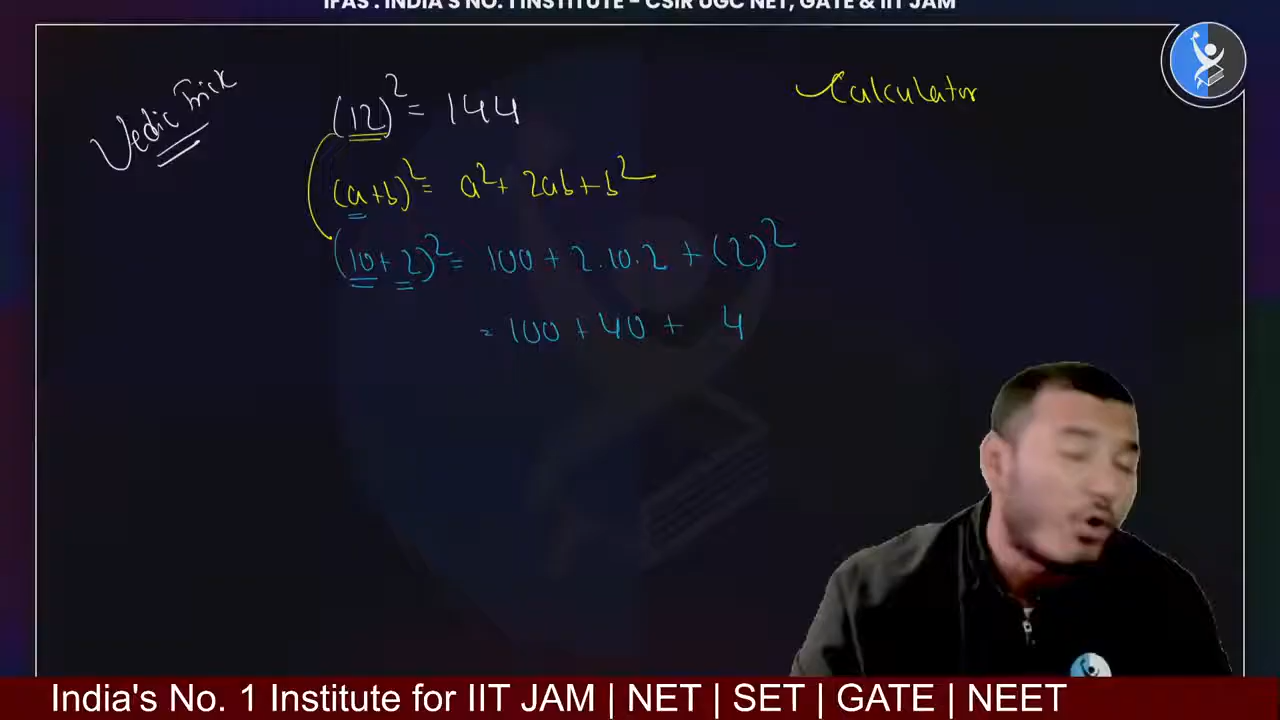 IFAS : INDIA'S NO. 1 INSTITUTE - CSIR UGC NET, GATE & IIT JAM
Vedic Trick
Calculator
(12)² = 144
(a+b)² = a² + 2ab + b²
(10+2)² = 100 + 2.10.2 + (2)²
= 100 + 40 + 4
India's No. 1 Institute for IIT JAM | NET | SET | GATE | NEET